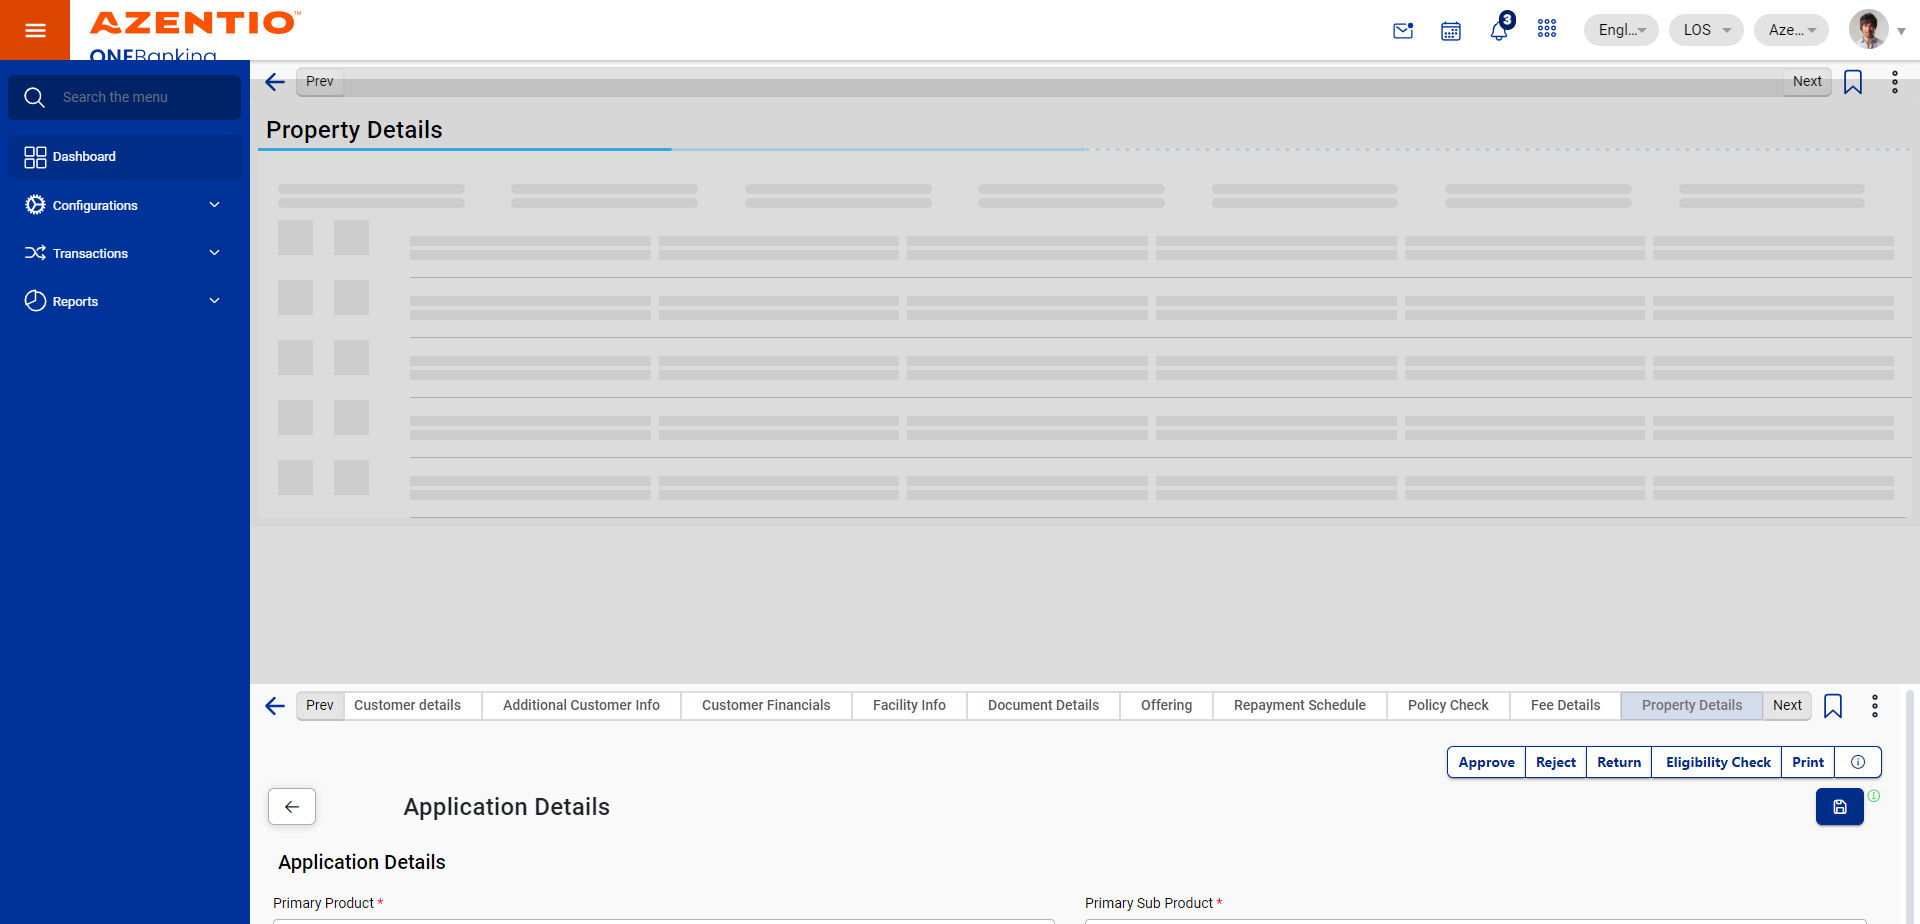 AZENTIO™
ONEBanking
3
Engl...
LOS
Aze...
Search the menu
Dashboard
Configurations
Transactions
Reports
Prev
Next
Property Details
Prev
Customer details
Additional Customer Info
Customer Financials
Facility Info
Document Details
Offering
Repayment Schedule
Policy Check
Fee Details
Property Details
Next
Approve
Reject
Return
Eligibility Check
Print
Application Details
Application Details
Primary Product *
Primary Sub Product *